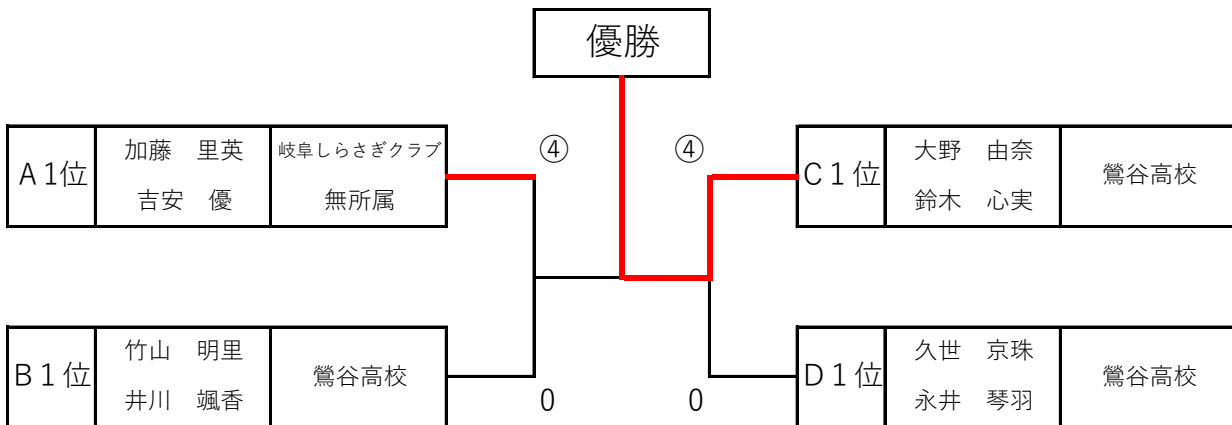 優勝
④ ④
A1位 加藤 里英 岐阜しらさぎクラブ
吉安 優 無所属
C1位 大野 由奈 鶯谷高校
鈴木 心実
B1位 竹山 明里 鶯谷高校
井川 颯香
D1位 久世 京珠 鶯谷高校
永井 琴羽
0 0